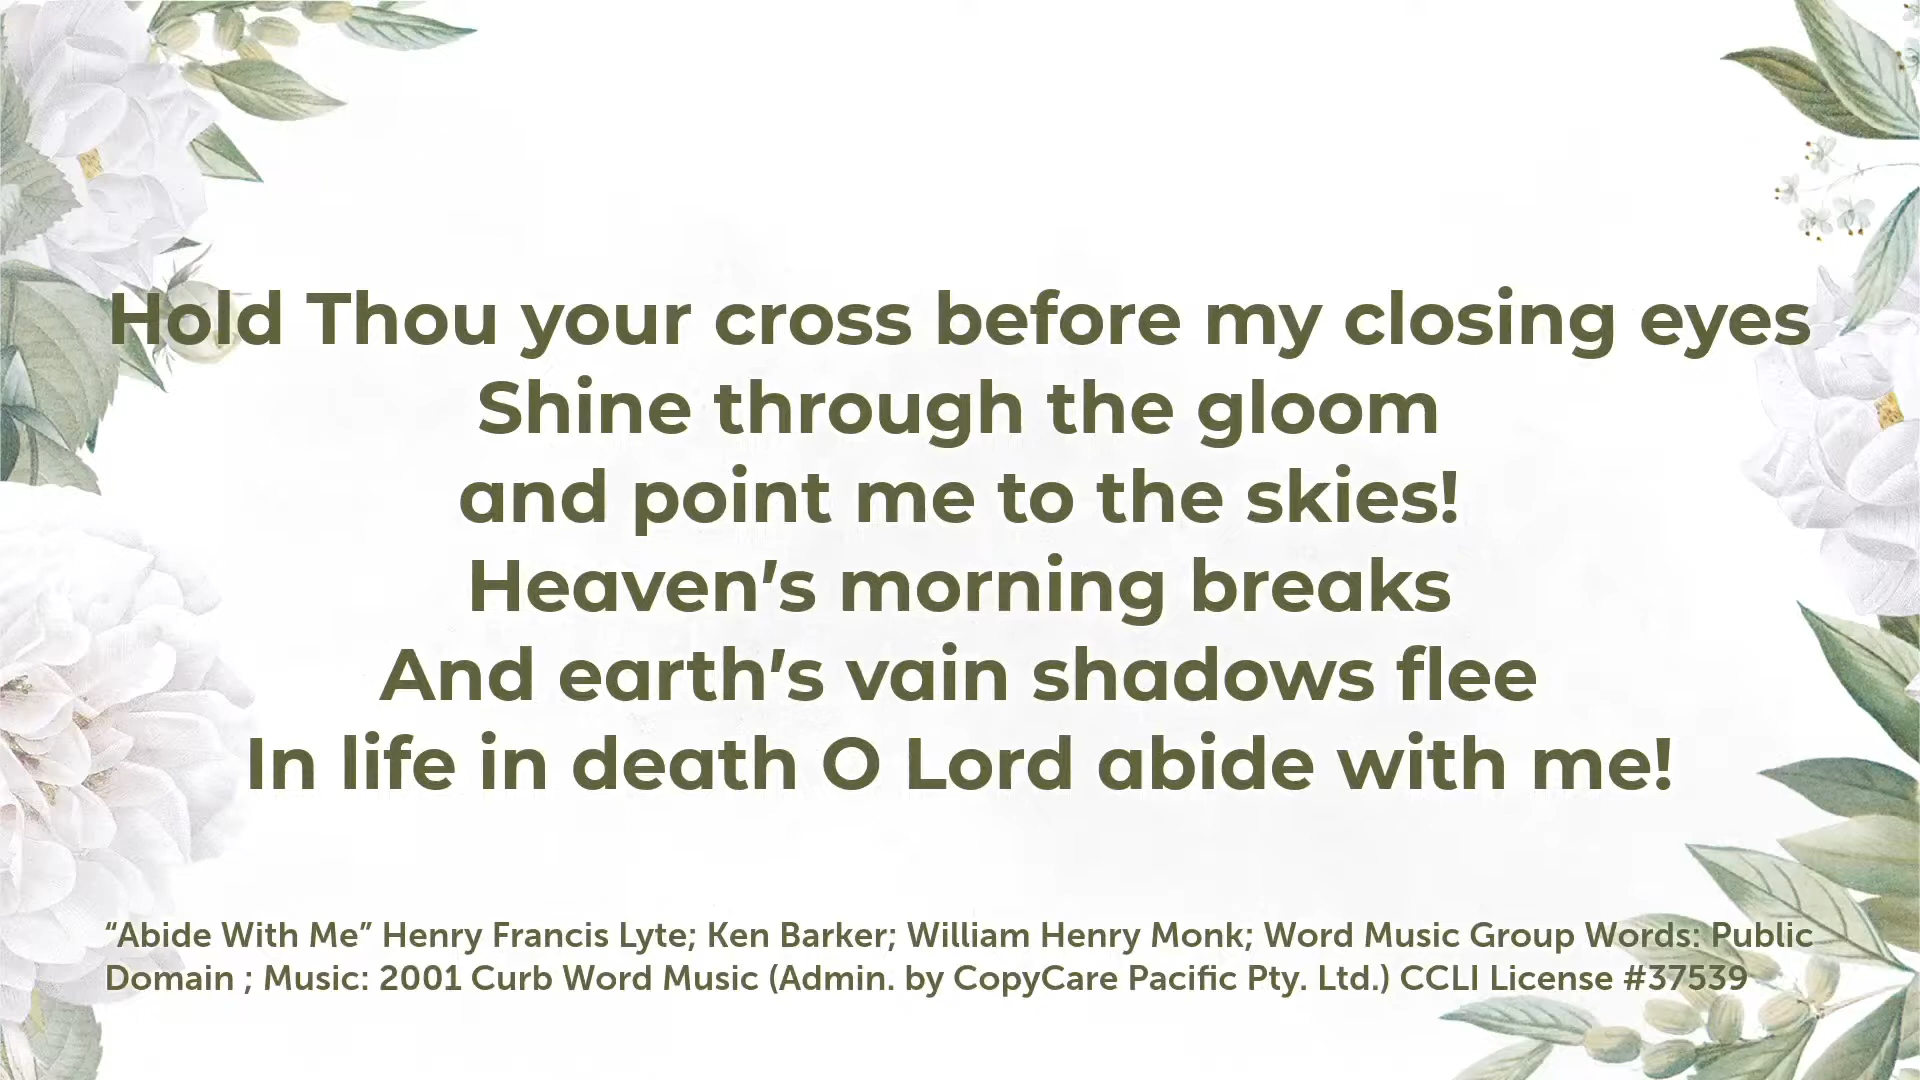 Hold Thou your cross before my closing eyes
Shine through the gloom
and point me to the skies!
Heaven's morning breaks
And earth's vain shadows flee
In life in death O Lord abide with me!
“Abide With Me” Henry Francis Lyte; Ken Barker; William Henry Monk; Word Music Group Words: Public
Domain ; Music: 2001 Curb Word Music (Admin. by CopyCare Pacific Pty. Ltd.) CCLI License #37539